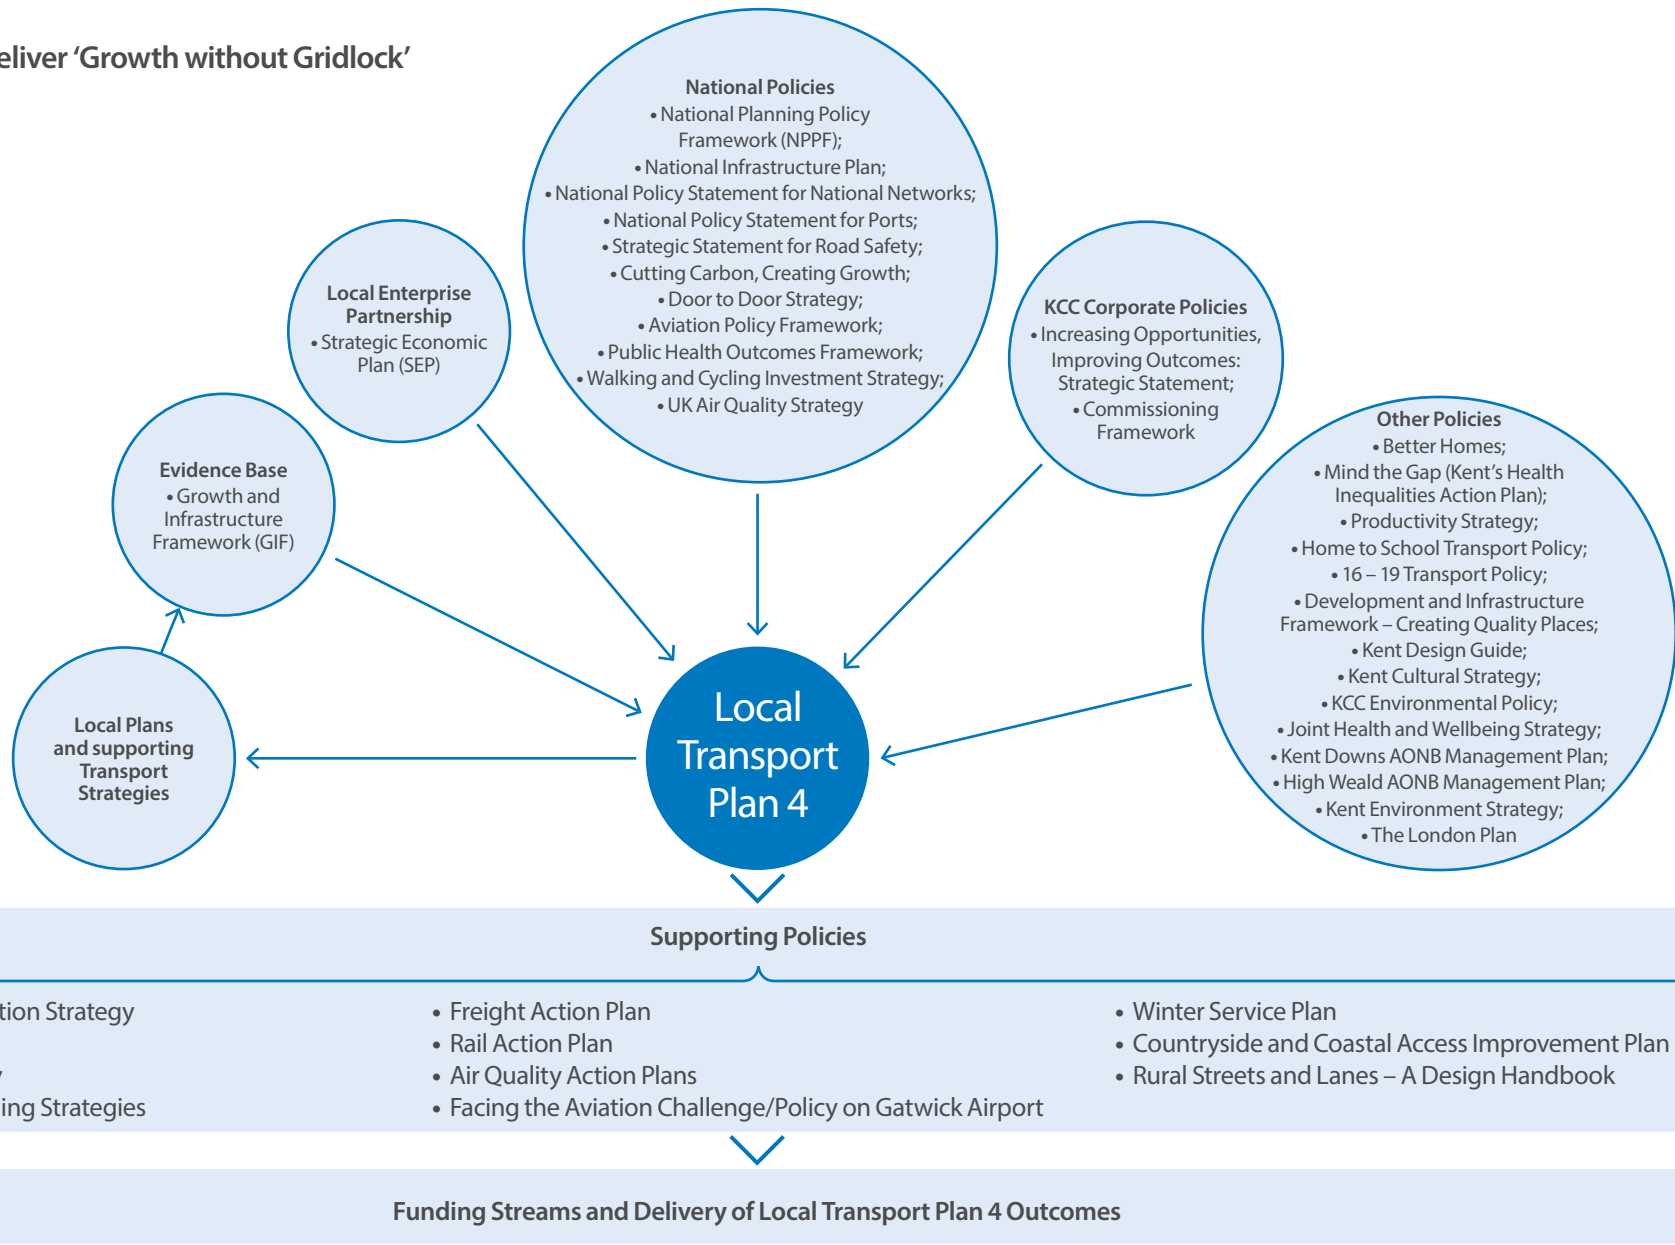 eliver ‘Growth without Gridlock’
National Policies
• National Planning Policy
Framework (NPPF);
• National Infrastructure Plan;
• National Policy Statement for National Networks;
• National Policy Statement for Ports;
• Strategic Statement for Road Safety;
• Cutting Carbon, Creating Growth;
• Door to Door Strategy;
• Aviation Policy Framework;
• Public Health Outcomes Framework;
• Walking and Cycling Investment Strategy;
• UK Air Quality Strategy
Local Enterprise
Partnership
• Strategic Economic
Plan (SEP)
KCC Corporate Policies
• Increasing Opportunities,
Improving Outcomes:
Strategic Statement;
• Commissioning
Framework
Evidence Base
• Growth and
Infrastructure
Framework (GIF)
Other Policies
• Better Homes;
• Mind the Gap (Kent’s Health
Inequalities Action Plan);
• Productivity Strategy;
• Home to School Transport Policy;
• 16 – 19 Transport Policy;
• Development and Infrastructure
Framework – Creating Quality Places;
• Kent Design Guide;
• Kent Cultural Strategy;
• KCC Environmental Policy;
• Joint Health and Wellbeing Strategy;
• Kent Downs AONB Management Plan;
• High Weald AONB Management Plan;
• Kent Environment Strategy;
• The London Plan
Local Plans
and supporting
Transport
Strategies
Local
Transport
Plan 4
Supporting Policies
tion Strategy
ing Strategies
• Freight Action Plan
• Rail Action Plan
• Air Quality Action Plans
• Facing the Aviation Challenge/Policy on Gatwick Airport
• Winter Service Plan
• Countryside and Coastal Access Improvement Plan
• Rural Streets and Lanes – A Design Handbook
Funding Streams and Delivery of Local Transport Plan 4 Outcomes